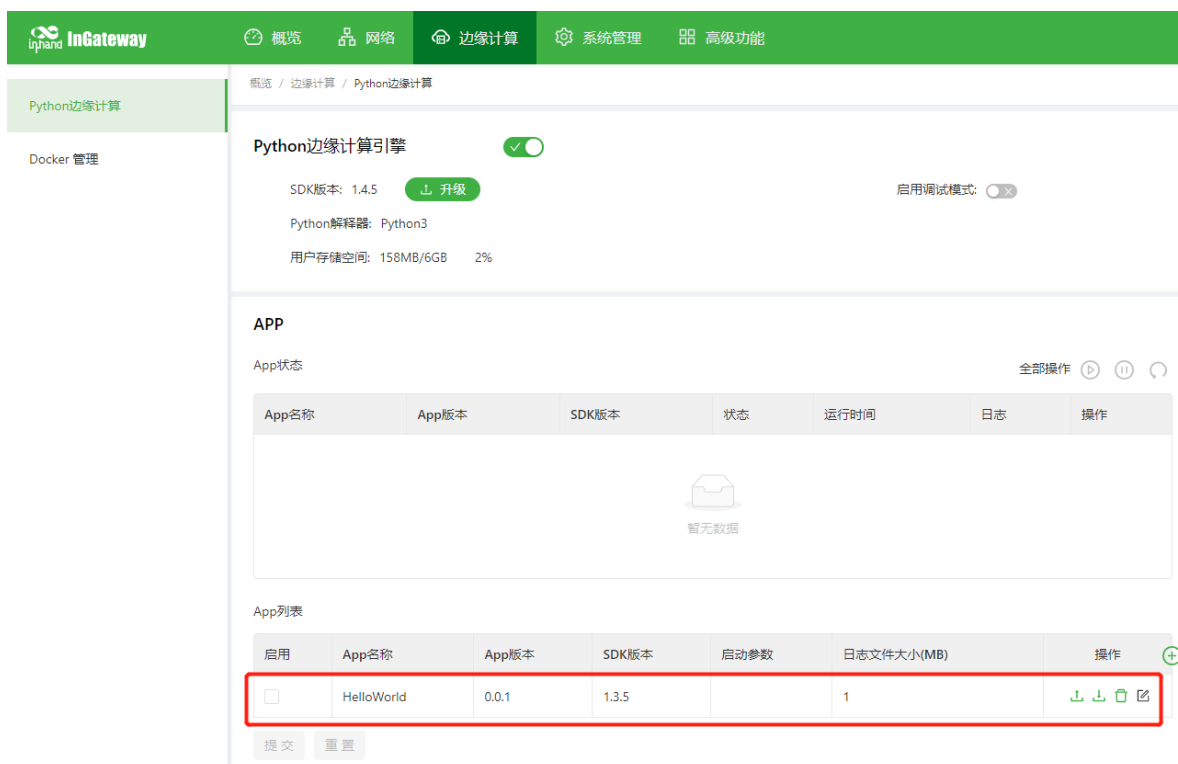 inhand InGateway 概览 网络 边缘计算 系统管理 高级功能
概览 / 边缘计算 / Python边缘计算
Python边缘计算
Docker 管理
Python边缘计算引擎
SDK版本: 1.4.5 升级 启用调试模式:
Python解释器: Python3
用户存储空间: 158MB/6GB 2%
APP
App状态 全部操作
App名称 App版本 SDK版本 状态 运行时间 日志 操作
暂无数据
App列表
启用 App名称 App版本 SDK版本 启动参数 日志文件大小(MB) 操作
HelloWorld 0.0.1 1.3.5 1
提交 重置